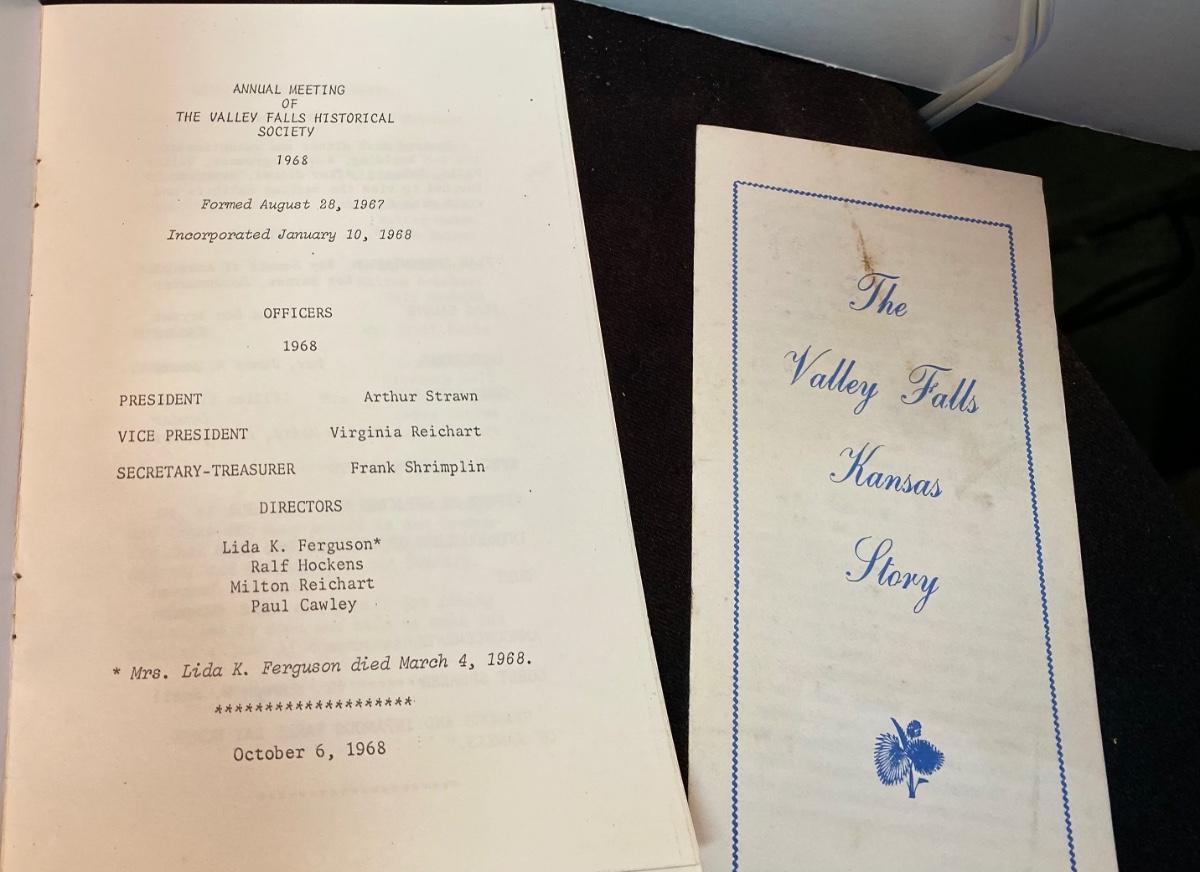 ANNUAL MEETING
OF
THE VALLEY FALLS HISTORICAL
SOCIETY
1968
Formed August 28, 1967
Incorporated January 10, 1968
OFFICERS
1968
PRESIDENT Arthur Strawn
VICE PRESIDENT Virginia Reichart
SECRETARY-TREASURER Frank Shrimplin
DIRECTORS
Lida K. Ferguson*
Ralf Hockens
Milton Reichart
Paul Cawley
* Mrs. Lida K. Ferguson died March 4, 1968.
********************
October 6, 1968
The
Valley Falls
Kansas
Story